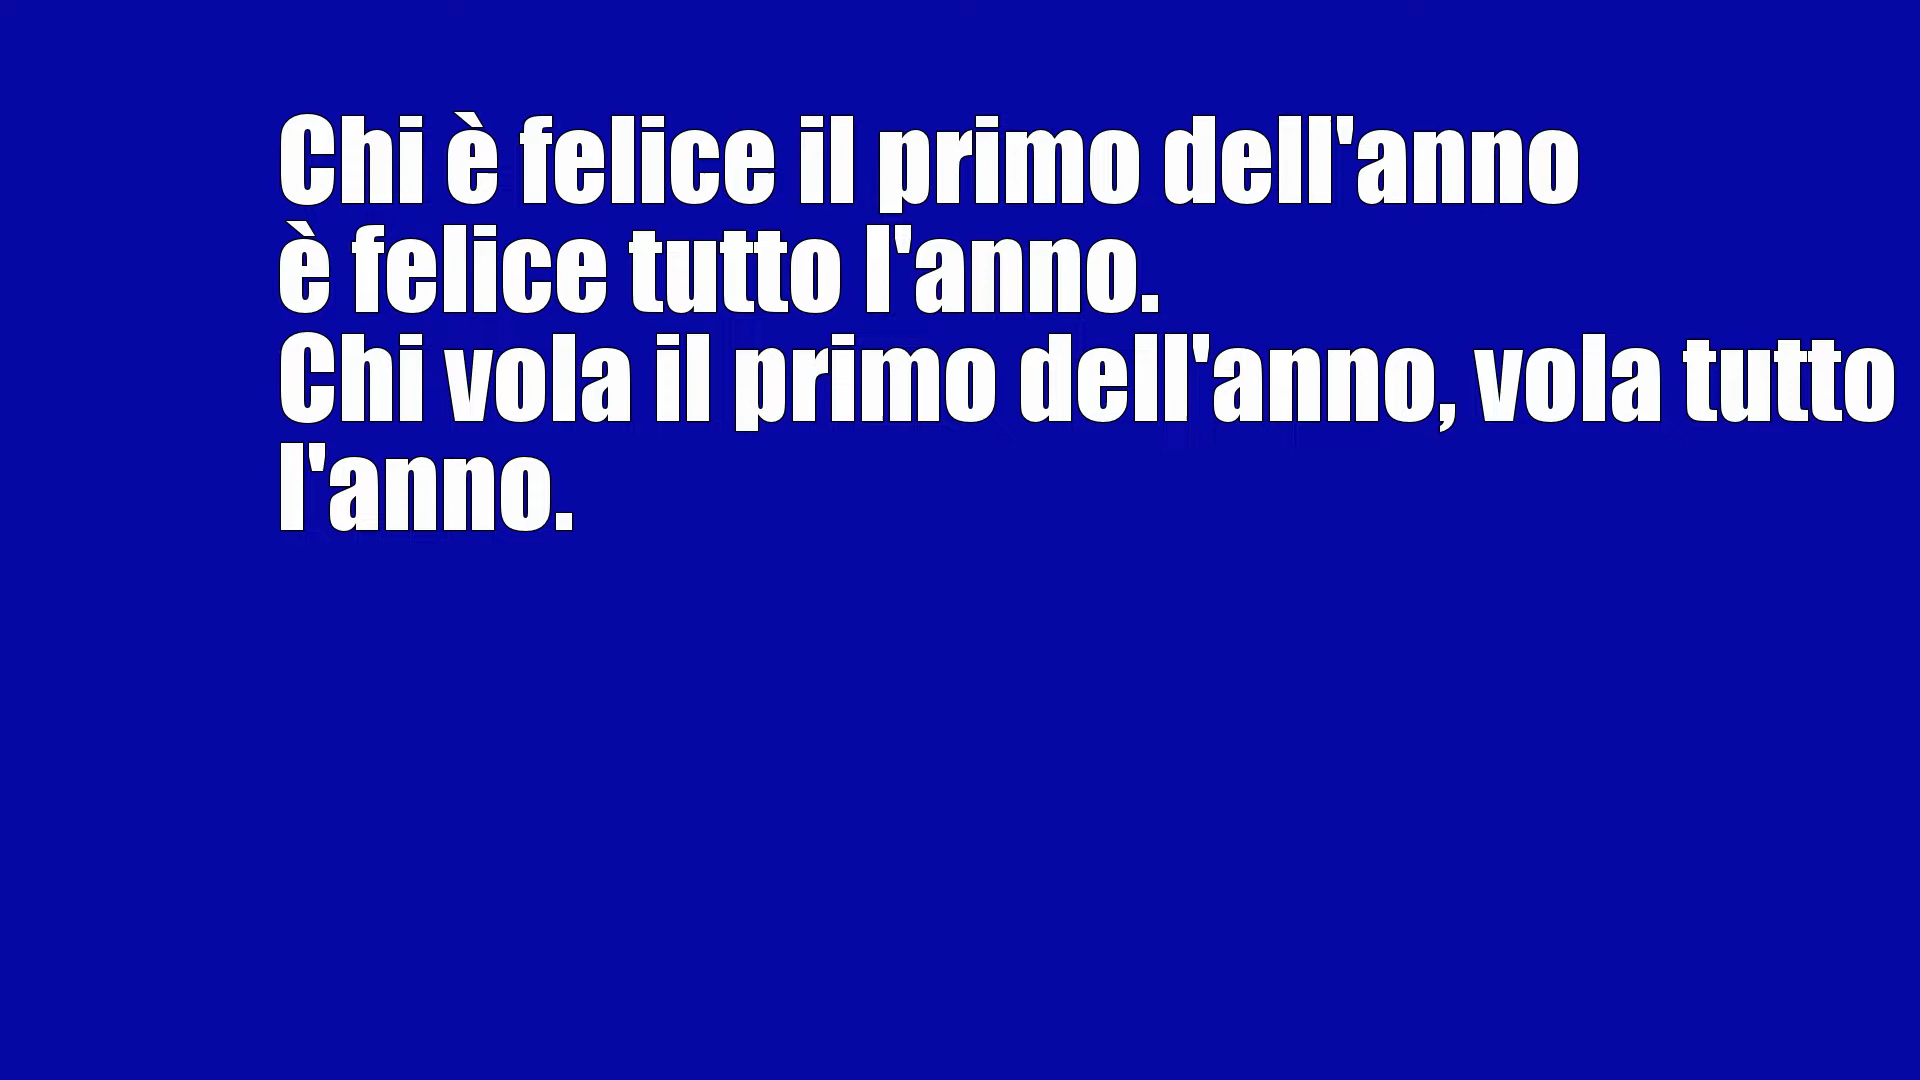 Chi è felice il primo dell'anno
è felice tutto l'anno.
Chi vola il primo dell'anno, vola tutto
l'anno.